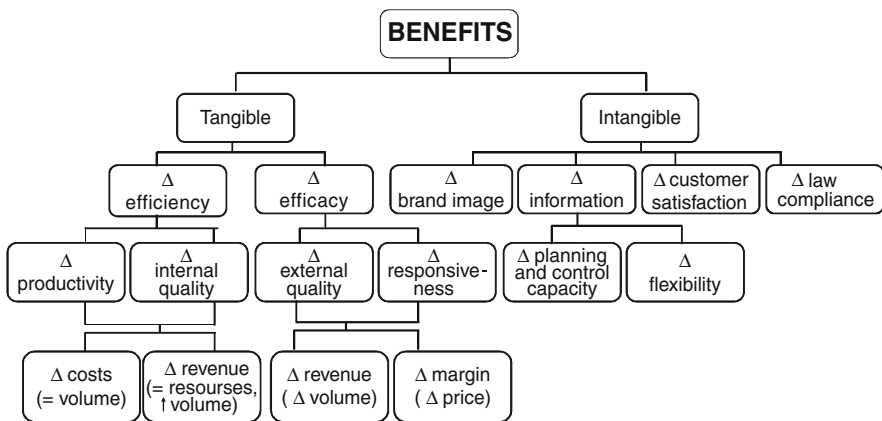 BENEFITS
Tangible
Intangible
Δ
efficiency
Δ
efficacy
Δ
brand image
Δ
information
Δ customer
satisfaction
Δ law
compliance
Δ
productivity
Δ
internal
quality
Δ
external
quality
Δ
responsive-
ness
Δ planning
and control
capacity
Δ
flexibility
Δ costs
(= volume)
Δ revenue
(= resourses,
↑ volume)
Δ revenue
( Δ volume)
Δ margin
( Δ price)